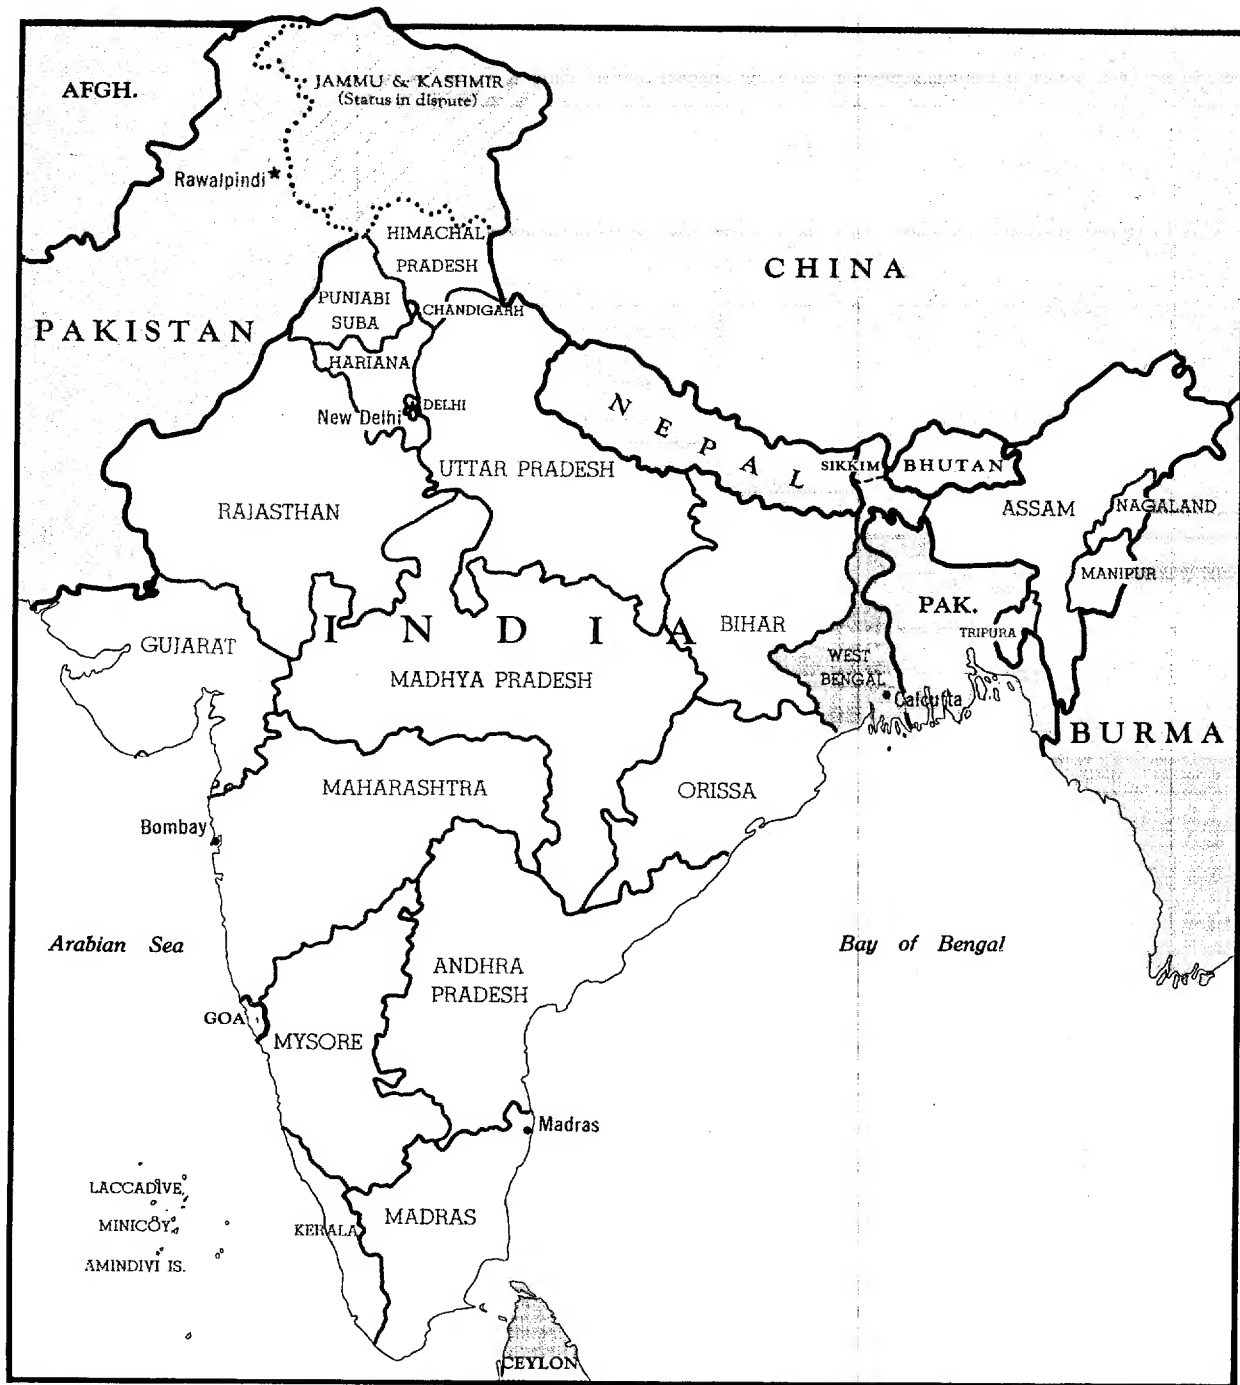 AFGH.
JAMMU & KASHMIR
(Status in dispute)
Rawalpindi
HIMACHAL
PRADESH
CHINA
PUNJABI
SUBA
CHANDIGARH
PAKISTAN
HARIANA
New Delhi
DELHI
NEPAL
UTTAR PRADESH
SIKKIM
BHUTAN
RAJASTHAN
ASSAM
NAGALAND
MANIPUR
PAK.
INDIA
BIHAR
TRIPURA
GUJARAT
WEST
BENGAL
MADHYA PRADESH
Calcutta
BURMA
MAHARASHTRA
ORISSA
Bombay
Arabian Sea
Bay of Bengal
ANDHRA
PRADESH
GOA
MYSORE
Madras
LACCADIVE,
MINICOY,
AMINDIVI IS.
KERALA
MADRAS
CEYLON